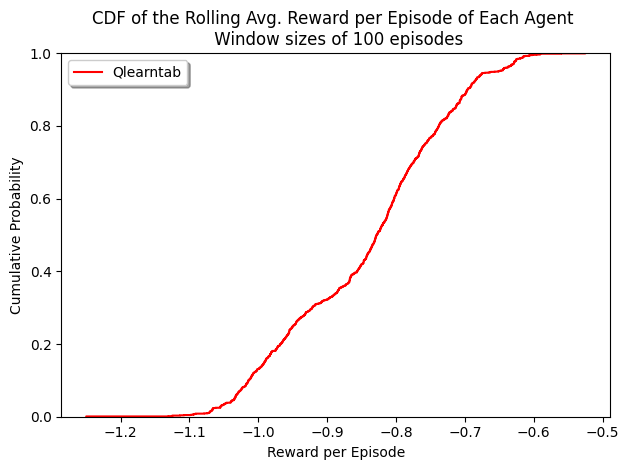 CDF of the Rolling Avg. Reward per Episode of Each Agent
Window sizes of 100 episodes
Qlearntab
Cumulative Probability
1.0
0.8
0.6
0.4
0.2
0.0
−1.2 −1.1 −1.0 −0.9 −0.8 −0.7 −0.6 −0.5
Reward per Episode